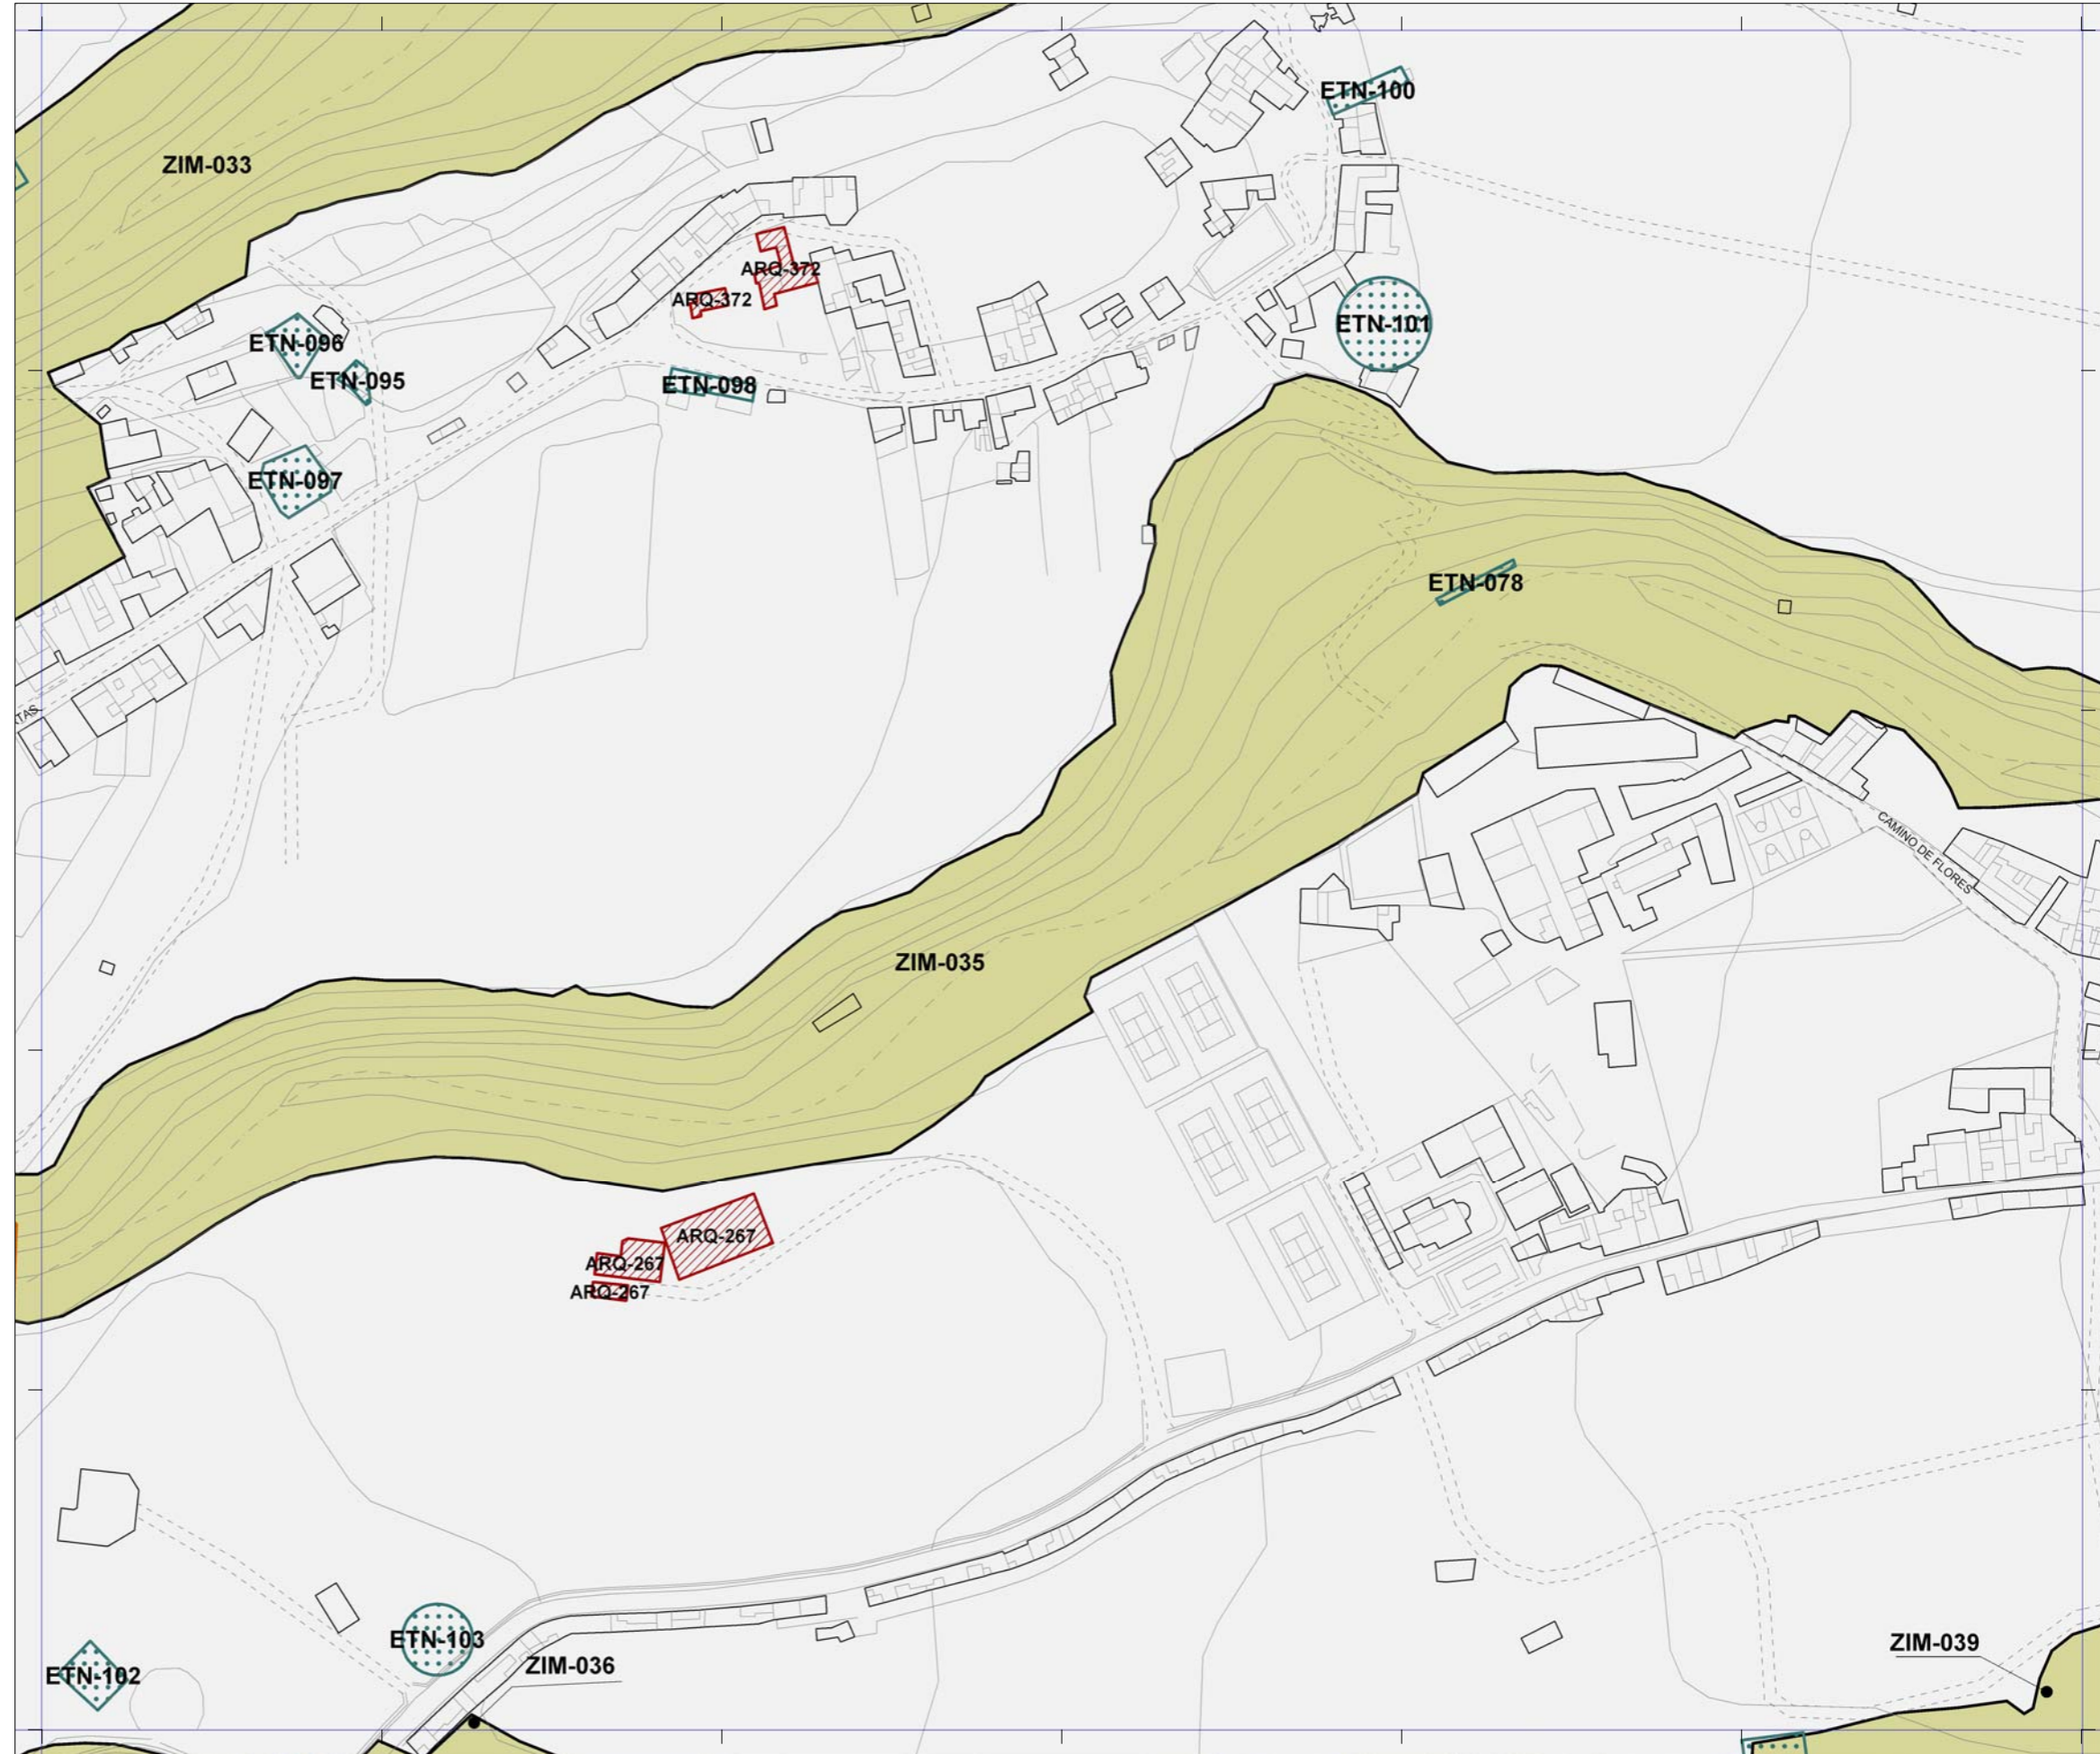 ETN-100
ZIM-033
ARQ-372
ARQ-372
ETN-101
ETN-096
ETN-095
ETN-098
ETN-097
ETN-078
TAS
CAMINO DE FLORES
ZIM-035
ARQ-267
ARQ-267
ARQ-267
ETN-103
ZIM-039
ZIM-036
ETN-102